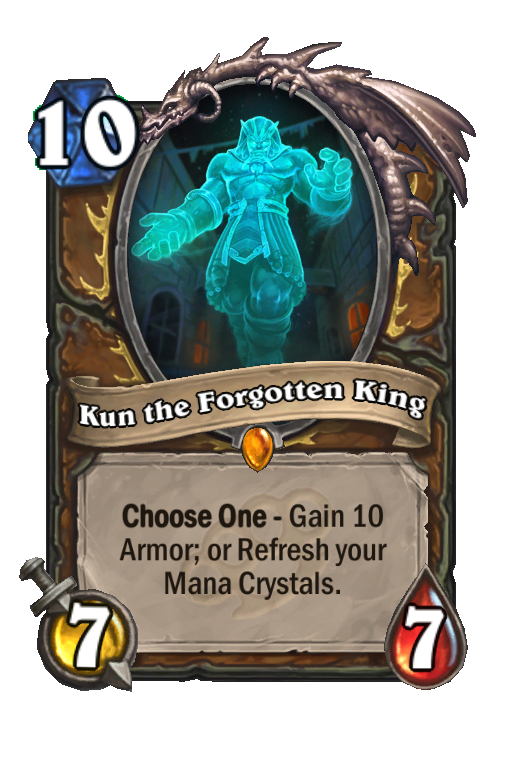 10
Kun the Forgotten King
Choose One - Gain 10
Armor; or Refresh your
Mana Crystals.
7
7